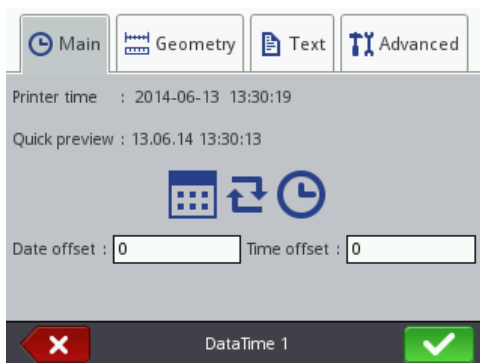 Main Geometry Text Advanced
Printer time : 2014-06-13 13:30:19
Quick preview : 13.06.14 13:30:13
Date offset : 0 Time offset : 0
DataTime 1